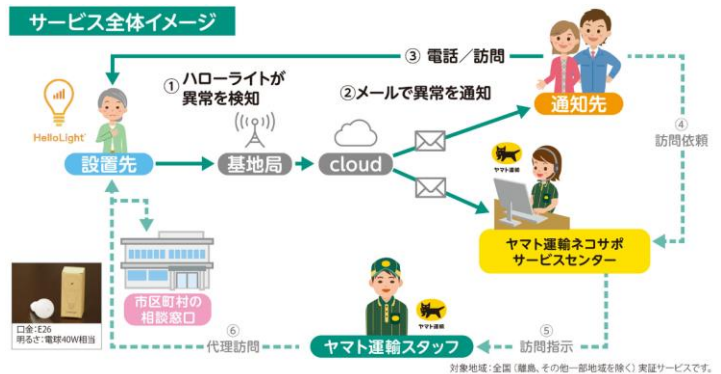 サービス全体イメージ
③ 電話／訪問
① ハローライトが
異常を検知
② メールで異常を通知
HelloLight
通知先
④
訪問依頼
設置先
基地局
cloud
ヤマト運輸
ヤマト運輸ネコサポ
サービスセンター
市区町村の
相談窓口
口金：E26
明るさ：電球40W相当
ヤマト運輸
⑥
代理訪問
ヤマト運輸スタッフ
⑤
訪問指示
対象地域：全国（離島、その他一部地域を除く）実証サービスです。